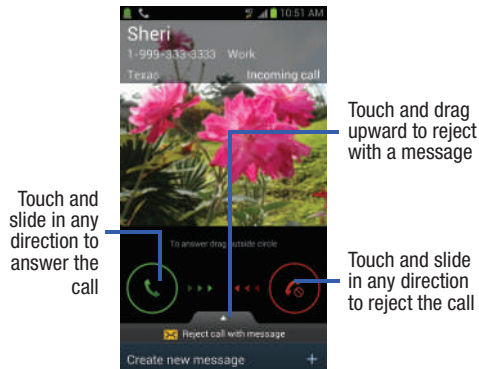 10:51 AM
Sheri
1-999-333-3333 Work
Texas Incoming call
Touch and drag
upward to reject
with a message
Touch and
slide in any
direction to
answer the
call
To answer drag outside circle
Touch and slide
in any direction
to reject the call
Reject call with message
Create new message +